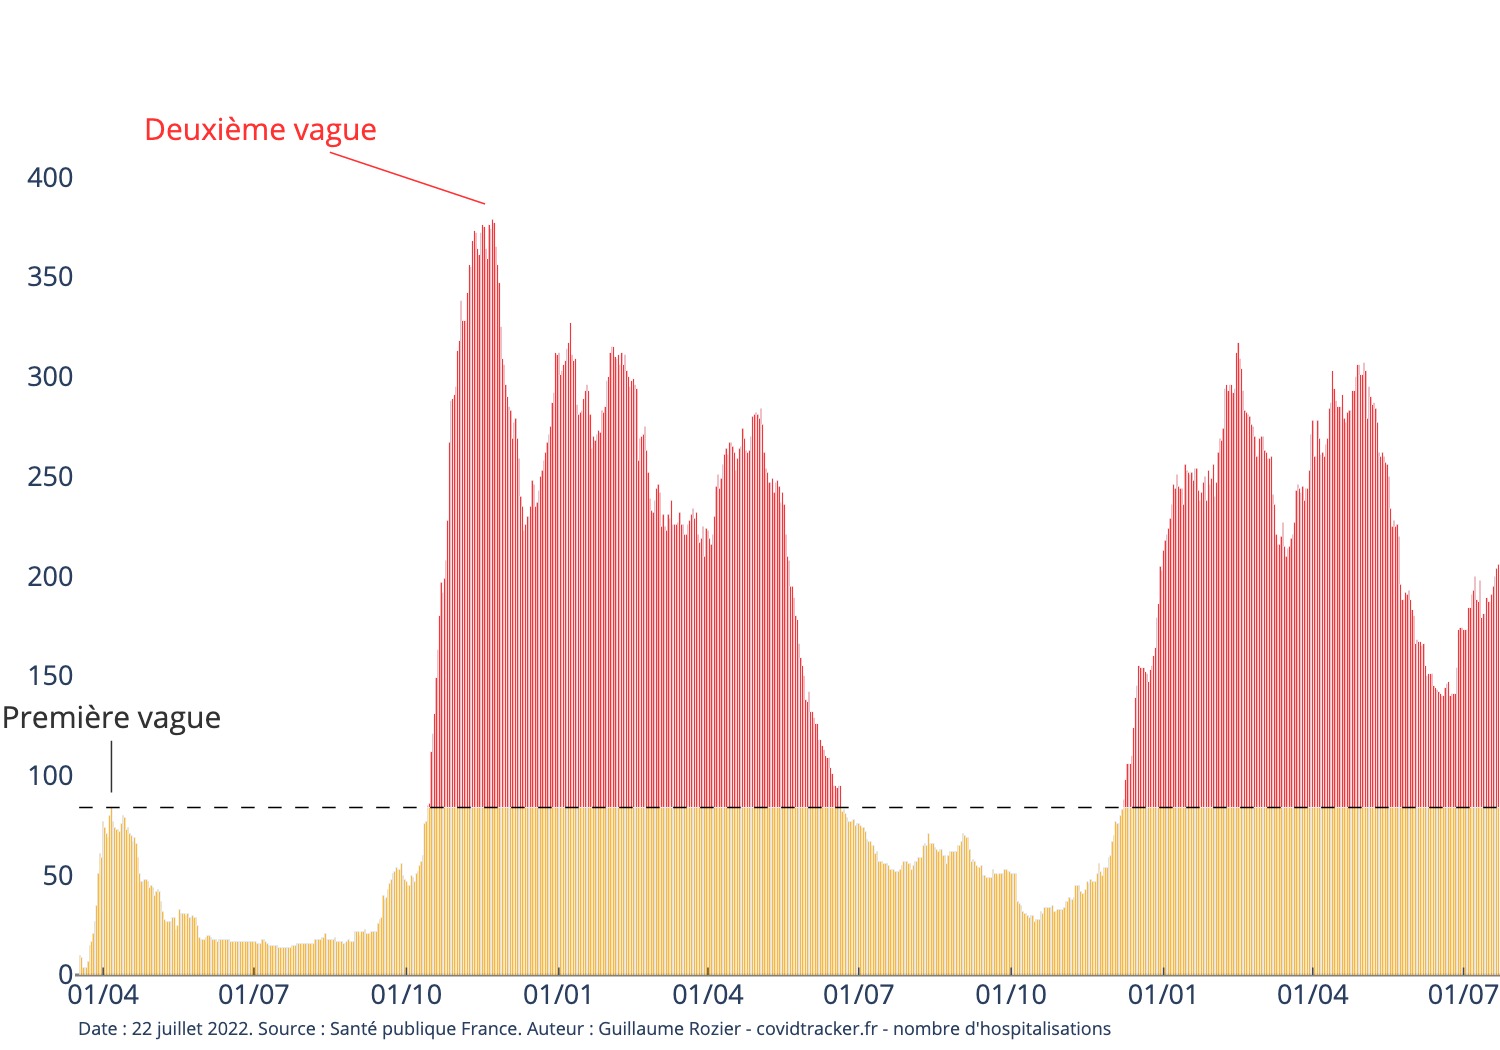 Deuxième vague
400
350
300
250
200
150
Première vague
100
50
0
01/04 01/07 01/10 01/01 01/04 01/07 01/10 01/01 01/04 01/07
Date : 22 juillet 2022. Source : Santé publique France. Auteur : Guillaume Rozier - covidtracker.fr - nombre d'hospitalisations